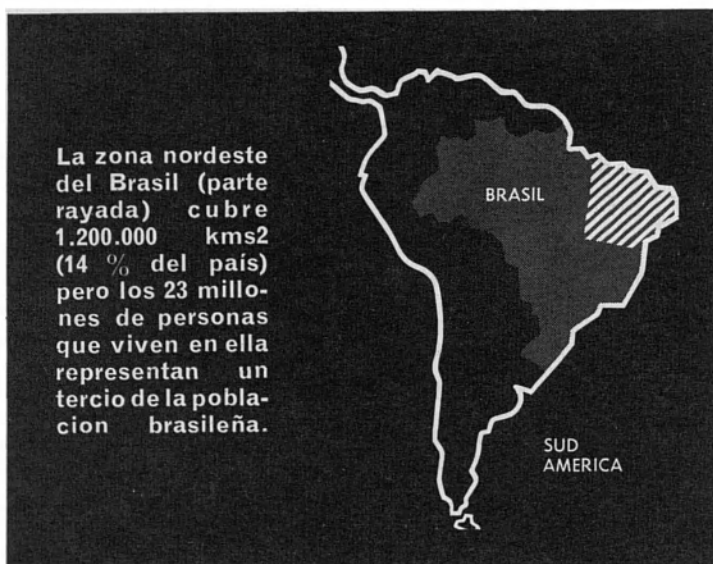 La zona nordeste
del Brasil (parte
rayada) cubre
1.200.000 kms2
(14 % del país)
pero los 23 millo-
nes de personas
que viven en ella
representan un
tercio de la pobla-
cion brasileña.
BRASIL
SUD
AMERICA